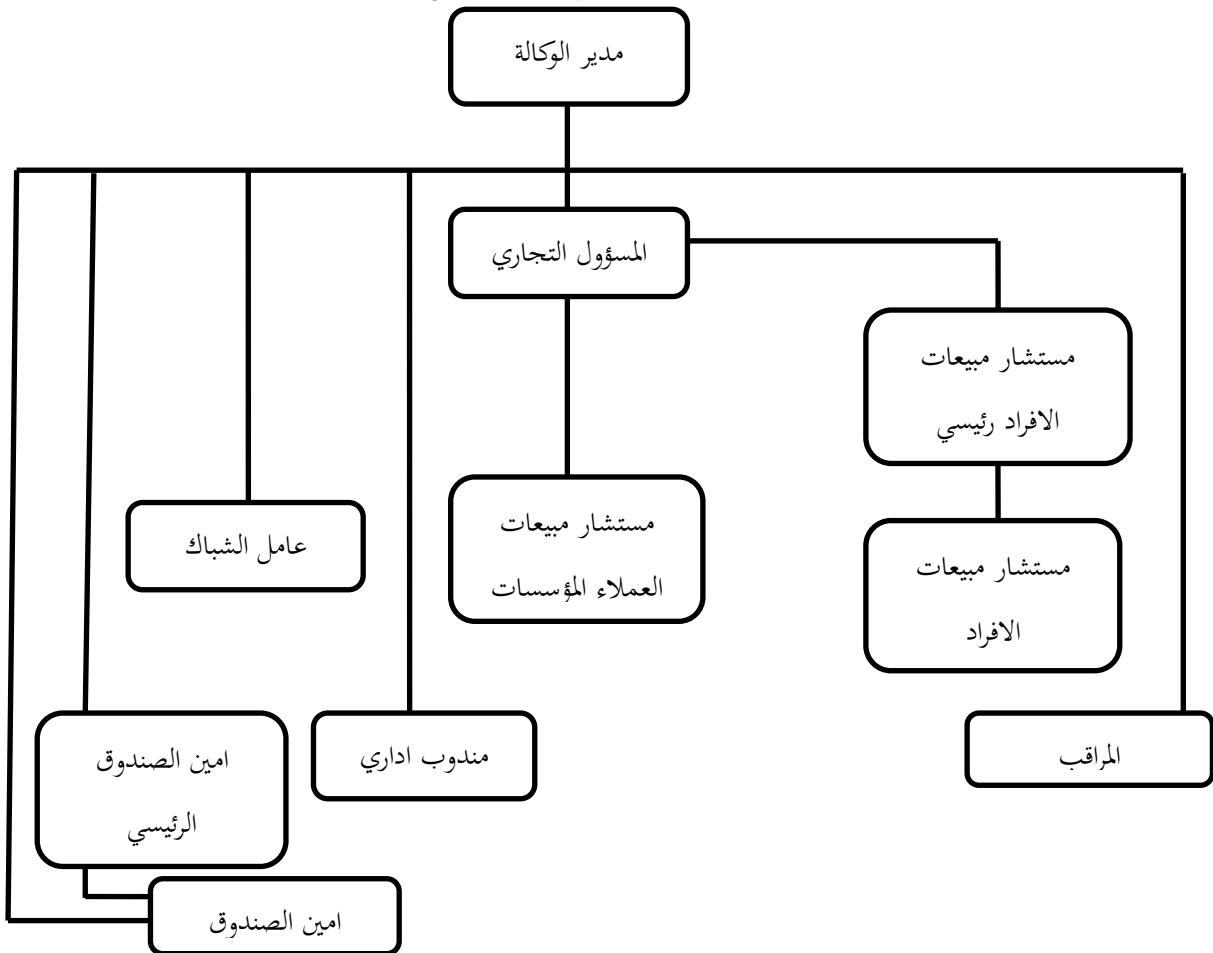 مدير الوكالة
المسؤول التجاري
مستشار مبيعات
الافراد رئيسي
مستشار مبيعات
العملاء المؤسسات
عامل الشباك
مستشار مبيعات
الافراد
امين الصندوق
الرئيسي
مندوب اداري
المراقب
امين الصندوق